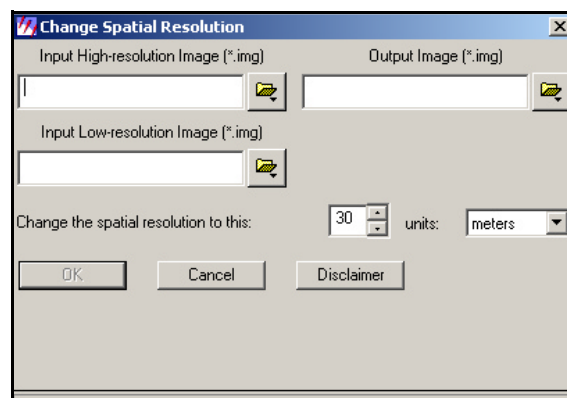 Change Spatial Resolution
Input High-resolution Image (*.img)
Output Image (*.img)
Input Low-resolution Image (*.img)
Change the spatial resolution to this:
30
units:
meters
OK
Cancel
Disclaimer